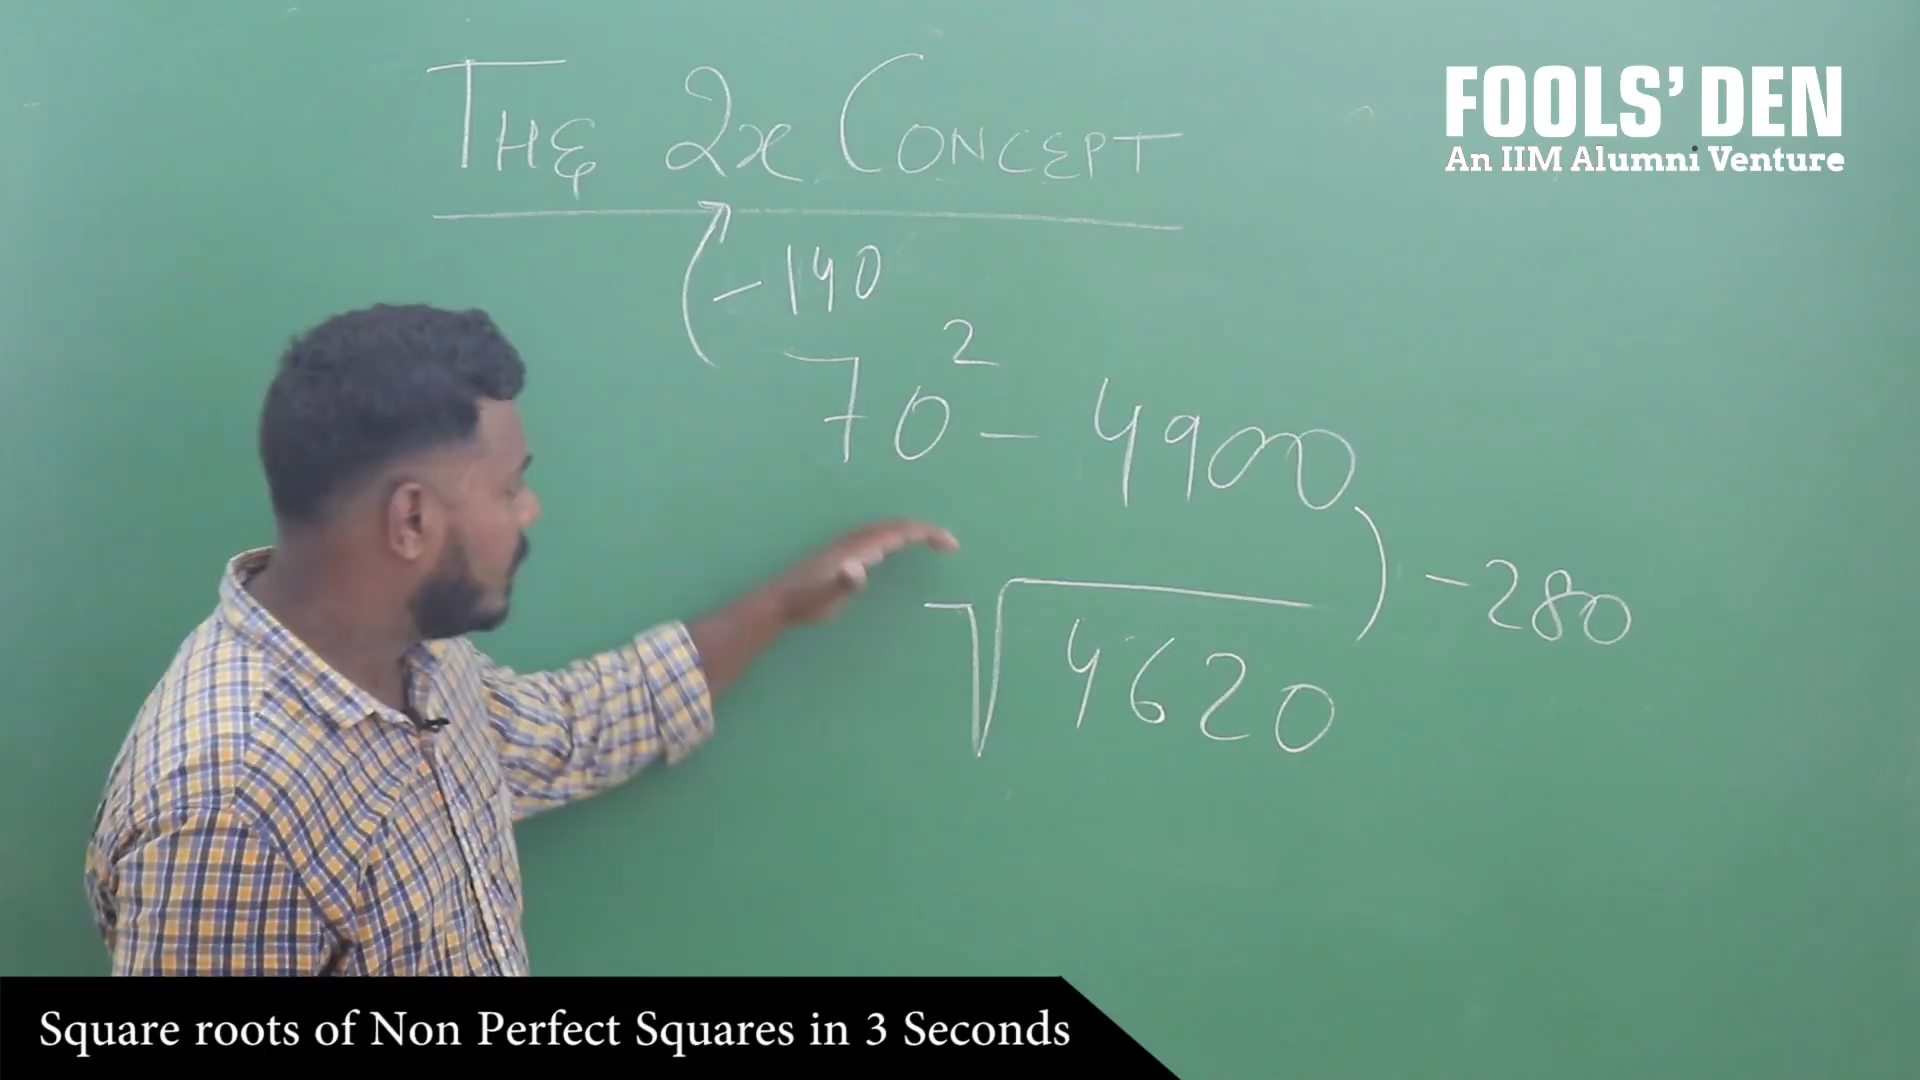 THE 2x CONCEPT
FOOLS' DEN
An IIM Alumni Venture
- 140
70² - 4900
- 280
√4620
Square roots of Non Perfect Squares in 3 Seconds